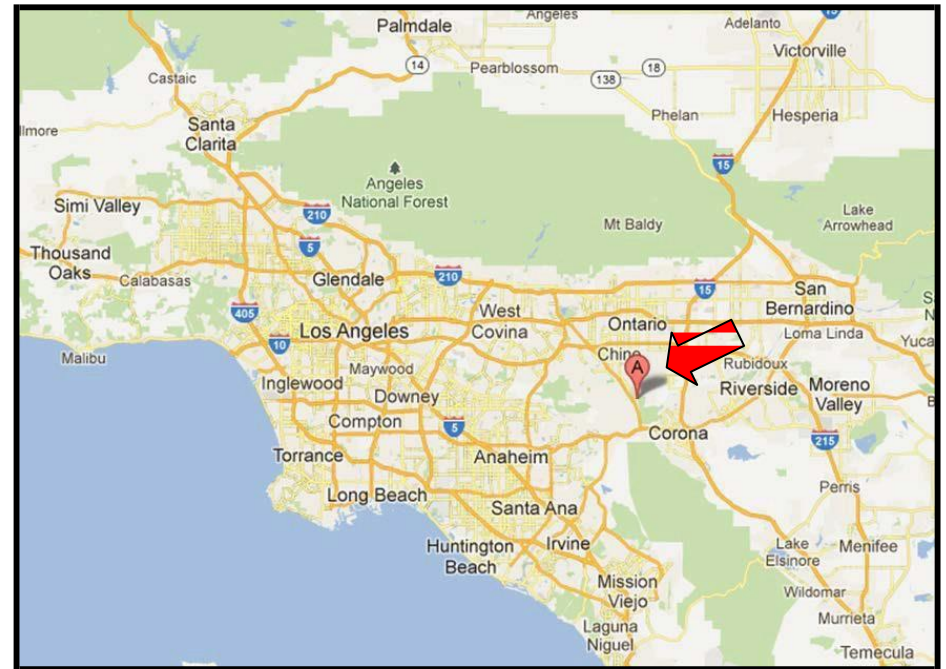 Angeles
Palmdale
Adelanto
15
Victorville
14
Pearblossom
18
138
Castaic
Phelan
Hesperia
Santa
Clarita
lmore
15
Angeles
National Forest
Simi Valley
210
Mt Baldy
Lake
Arrowhead
5
Thousand
Oaks
Calabasas
Glendale
210
15
San
Bernardino
S
N
405
West
Covina
Ontario
Los Angeles
Loma Linda
Yuca
10
Malibu
Maywood
Chino
Rubidoux
A
Inglewood
Downey
Riverside
Moreno
Valley
B
Compton
5
Corona
215
Torrance
Anaheim
Perris
Long Beach
Santa Ana
Huntington
Beach
Irvine
Lake
Elsinore
Menifee
Mission
Viejo
Wildomar
Laguna
Niguel
Murrieta
Temecula